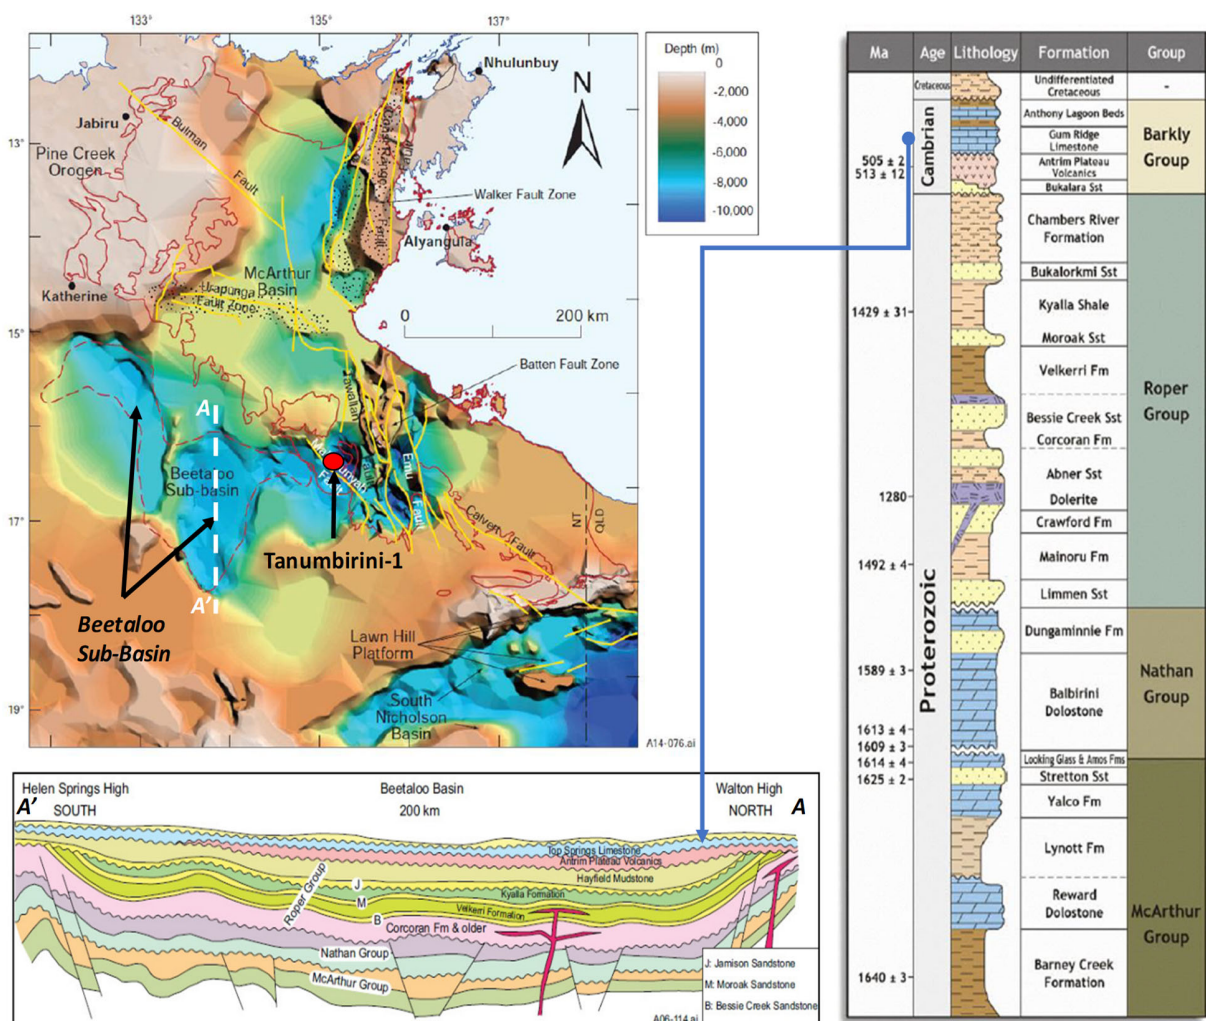 133°
135°
137°
Nhulunbuy
N
Jabiru
13°
Pine Creek
Orogen
Bulman
Fault
Walker Fault Zone
Alyangula
McArthur
Basin
Katherine
Urapunga
Fault Zone
0
200 km
15°
Batten Fault Zone
Tawallah
A
Beetaloo
Sub-basin
Emu
Fault
17°
Calvert
Fault
NT
QLD
Tanumbirini-1
A'
Beetaloo
Sub-Basin
Lawn Hill
Platform
South
Nicholson
Basin
19°
A14-076.ai
Depth (m)
0
-2,000
-4,000
-6,000
-8,000
-10,000
Helen Springs High
Beetaloo Basin
Walton High
A'
SOUTH
200 km
NORTH
A
Top Springs Limestone
Antrim Plateau Volcanics
Hayfield Mudstone
Roper Group
J
Kyalla Formation
M
Velkerri Formation
B
Corcoran Fm & older
Nathan Group
McArthur Group
J: Jamison Sandstone
M: Moroak Sandstone
B: Bessie Creek Sandstone
A06-114.ai
Ma
Age
Lithology
Formation
Group
Cretaceous
Undifferentiated
Cretaceous
-
Cambrian
Anthony Lagoon Beds
Gum Ridge
Limestone
Barkly
Group
505 ± 2
513 ± 12
Antrim Plateau
Volcanics
Bukalara Sst
Proterozoic
Chambers River
Formation
Bukalorkmi Sst
Kyalla Shale
1429 ± 31
Moroak Sst
Velkerri Fm
Roper
Group
Bessie Creek Sst
Corcoran Fm
Abner Sst
1280
Dolerite
Crawford Fm
Mainoru Fm
1492 ± 4
Limmen Sst
Dungaminnie Fm
1589 ± 3
Nathan
Group
Balbirini
Dolostone
1613 ± 4
1609 ± 3
1614 ± 4
Looking Glass & Amos Fms
1625 ± 2
Stretton Sst
Yalco Fm
Lynott Fm
Reward
Dolostone
McArthur
Group
Barney Creek
Formation
1640 ± 3